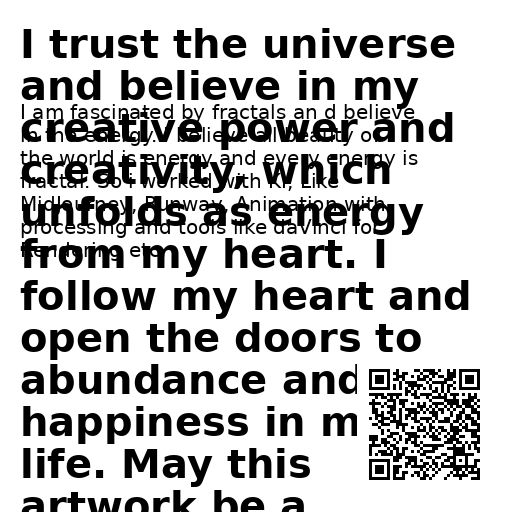 I trust the universe
and believe in my
creative power and
creativity, which
unfolds as energy
from my heart. I
follow my heart and
open the doors to
abundance and
happiness in m
life. May this
artwork be a
I am fascinated by fractals an d believe
in the energy. I believe all beauty of
the world is energy and every energy is
fractal. So i worked with KI, Like
Midjourney, Runway, Animation with
processing and tools like daVinci for
Rendering etc.